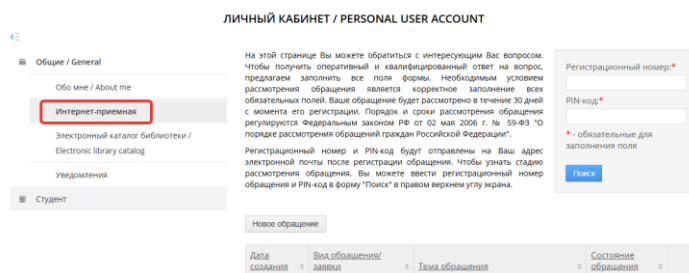 ЛИЧНЫЙ КАБИНЕТ / PERSONAL USER ACCOUNT
Общие / General
Обо мне / About me
Интернет-приемная
Электронный каталог библиотеки /
Electronic library catalog
Уведомления
Студент
На этой странице Вы можете обратиться с интересующим Вас вопросом.
Чтобы получить оперативный и квалифицированный ответ на вопрос,
предлагаем заполнить все поля формы. Необходимым условием
рассмотрения обращения является корректное заполнение всех
обязательных полей. Ваше обращение будет рассмотрено в течение 30 дней
с момента его регистрации. Порядок и сроки рассмотрения обращения
регулируются Федеральным законом РФ от 02 мая 2006 г. № 59-ФЗ "О
порядке рассмотрения обращений граждан Российской Федерации".
Регистрационный номер и PIN-код будут отправлены на Ваш адрес
электронной почты после регистрации обращения. Чтобы узнать стадию
рассмотрения обращения, Вы можете ввести регистрационный номер
обращения и PIN-код в форму "Поиск" в правом верхнем углу экрана.
Регистрационный номер:*
PIN-код:*
* - обязательные для
заполнения поля
Поиск
Новое обращение
Дата
создания
Вид обращения/
заявки
Тема обращения
Состояние
обращения